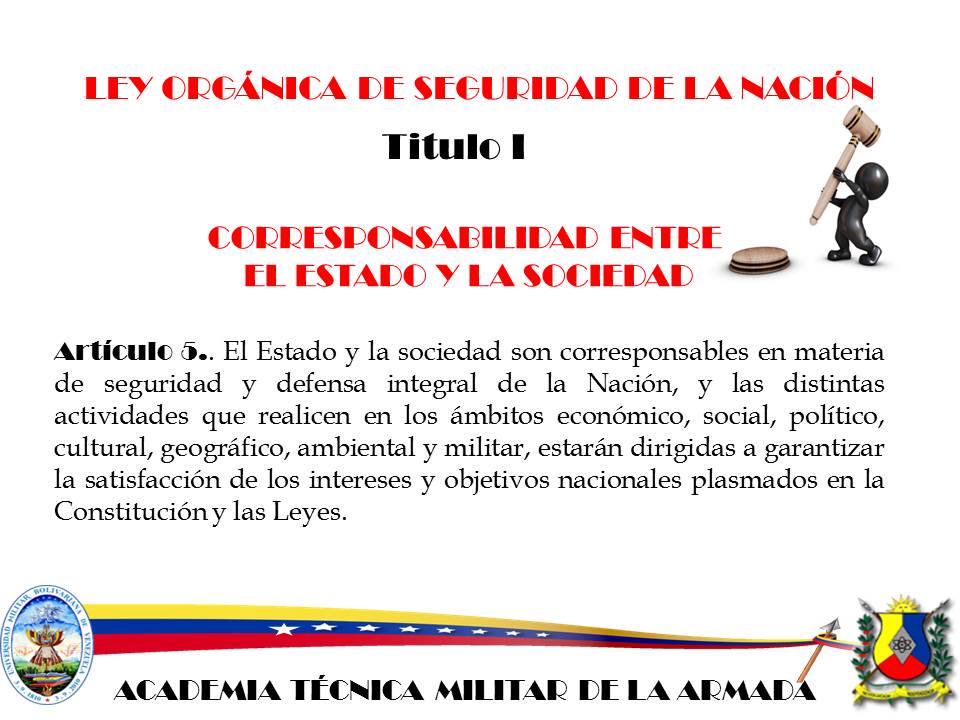 LEY ORGÁNICA DE SEGURIDAD DE LA NACIÓN
Titulo I
CORRESPONSABILIDAD ENTRE
EL ESTADO Y LA SOCIEDAD
Artículo 5.. El Estado y la sociedad son corresponsables en materia
de seguridad y defensa integral de la Nación, y las distintas
actividades que realicen en los ámbitos económico, social, político,
cultural, geográfico, ambiental y militar, estarán dirigidas a garantizar
la satisfacción de los intereses y objetivos nacionales plasmados en la
Constitución y las Leyes.
UNIVERSIDAD MILITAR BOLIVARIANA DE VENEZUELA
ACADEMIA TÉCNICA MILITAR DE LA ARMADA